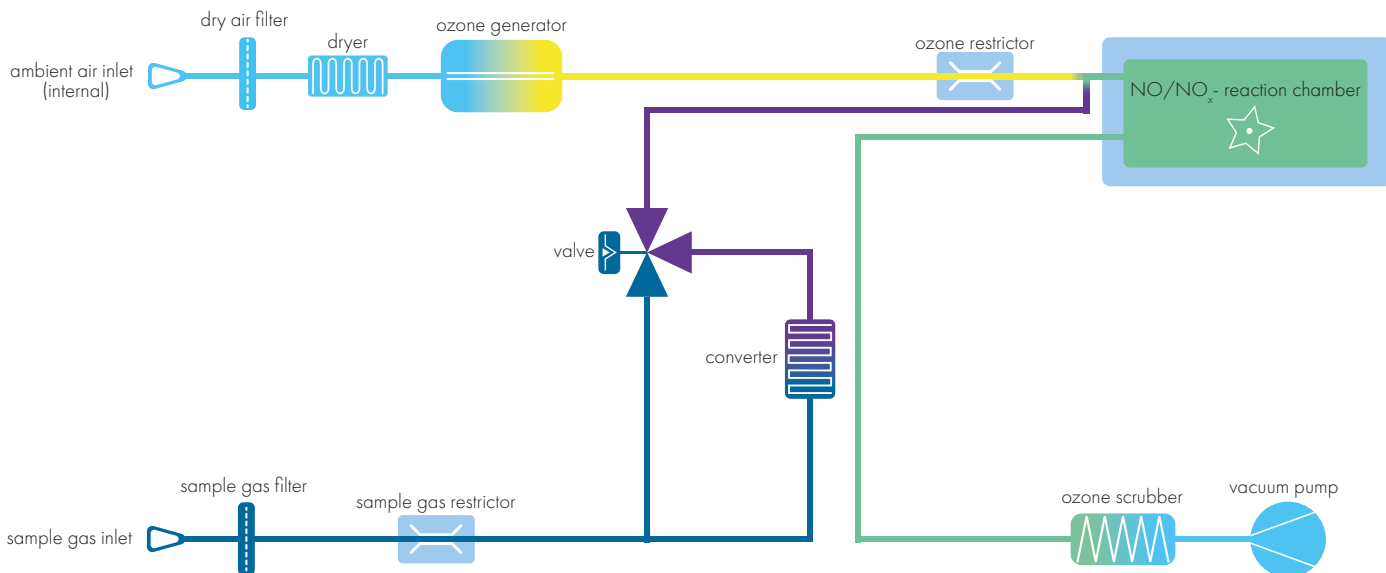 dry air filter
ozone generator
dryer
ozone restrictor
ambient air inlet
(internal)
NO/NOₓ- reaction chamber
valve
converter
sample gas filter
sample gas restrictor
ozone scrubber
vacuum pump
sample gas inlet